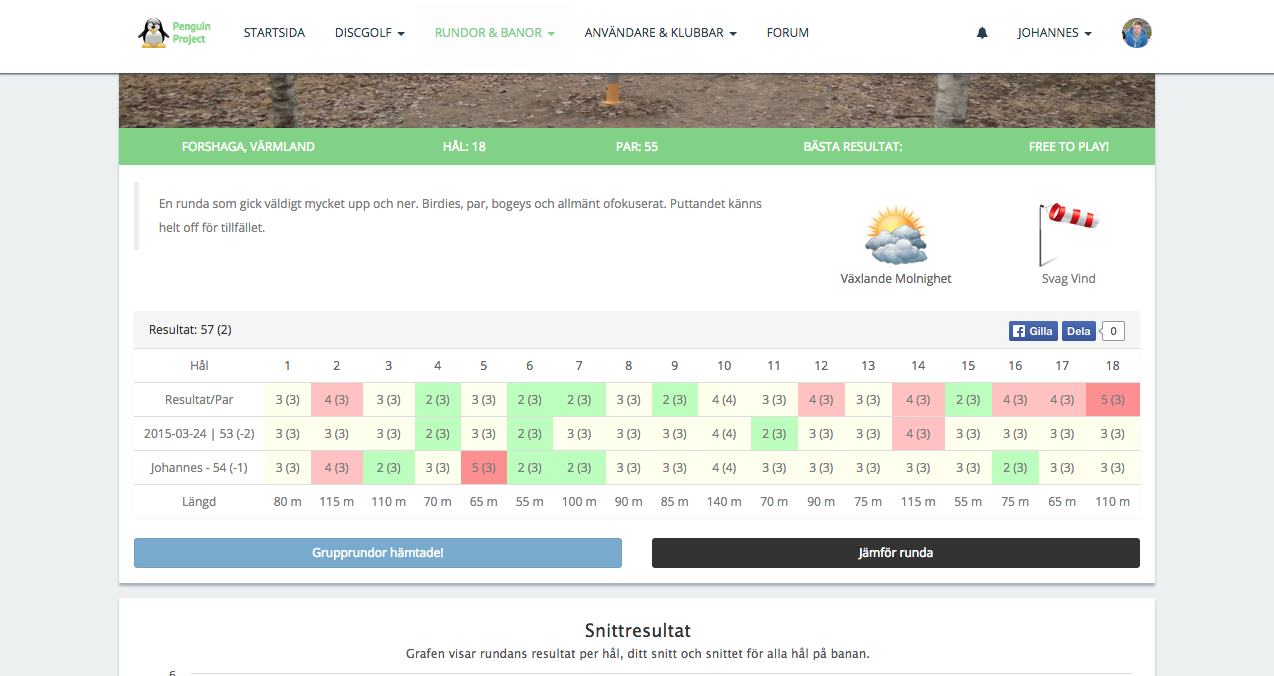 Penguin
Project
STARTSIDA DISCGOLF RUNDOR & BANOR ANVÄNDARE & KLUBBAR FORUM JOHANNES
FORSHAGA, VÄRMLAND HÅL: 18 PAR: 55 BÄSTA RESULTAT: FREE TO PLAY!
En runda som gick väldigt mycket upp och ner. Birdies, par, bogeys och allmänt ofokuserat. Puttandet känns
helt off för tillfället.
Växlande Molnighet Svag Vind
Resultat: 57 (2) Gilla Dela 0
Hål 1 2 3 4 5 6 7 8 9 10 11 12 13 14 15 16 17 18
Resultat/Par 3 (3) 4 (3) 3 (3) 2 (3) 3 (3) 2 (3) 2 (3) 3 (3) 2 (3) 4 (4) 3 (3) 4 (3) 3 (3) 4 (3) 2 (3) 4 (3) 4 (3) 5 (3)
2015-03-24 | 53 (-2) 3 (3) 3 (3) 3 (3) 2 (3) 3 (3) 2 (3) 3 (3) 3 (3) 3 (3) 4 (4) 2 (3) 3 (3) 3 (3) 4 (3) 3 (3) 3 (3) 3 (3) 3 (3)
Johannes - 54 (-1) 3 (3) 4 (3) 2 (3) 3 (3) 5 (3) 2 (3) 2 (3) 3 (3) 3 (3) 4 (4) 3 (3) 3 (3) 3 (3) 3 (3) 3 (3) 2 (3) 3 (3) 3 (3)
Längd 80 m 115 m 110 m 70 m 65 m 55 m 100 m 90 m 85 m 140 m 70 m 90 m 75 m 115 m 55 m 75 m 65 m 110 m
Grupprundor hämtade! Jämför runda
Snittresultat
Grafen visar rundans resultat per hål, ditt snitt och snittet för alla hål på banan.
6